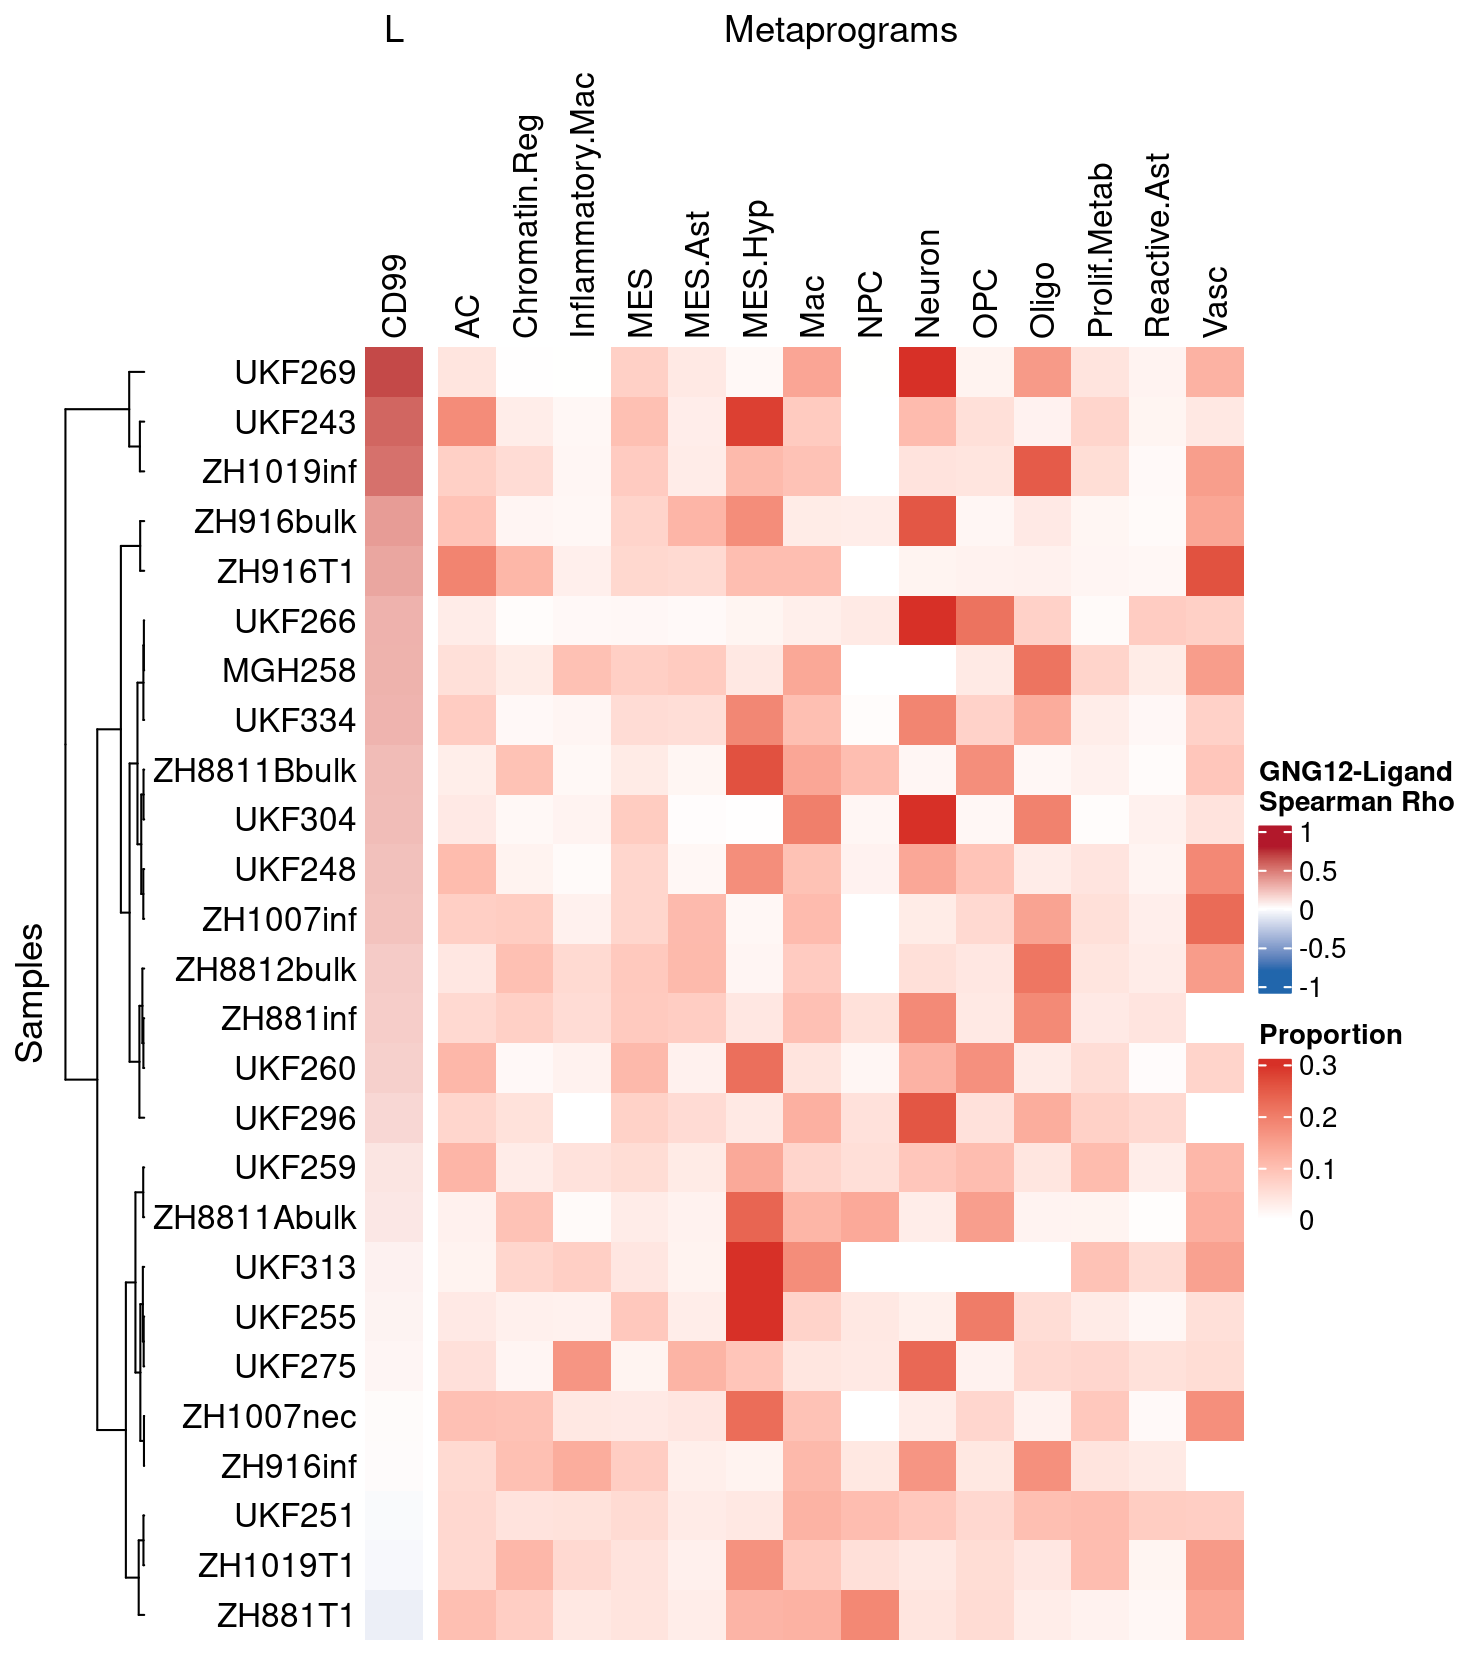 L
Metaprograms
CD99
AC
Chromatin.Reg
Inflammatory.Mac
MES
MES.Ast
MES.Hyp
Mac
NPC
Neuron
OPC
Oligo
Prolif.Metab
Reactive.Ast
Vasc
Samples
UKF269
UKF243
ZH1019inf
ZH916bulk
ZH916T1
UKF266
MGH258
UKF334
ZH8811Bbulk
UKF304
UKF248
ZH1007inf
ZH8812bulk
ZH881inf
UKF260
UKF296
UKF259
ZH8811Abulk
UKF313
UKF255
UKF275
ZH1007nec
ZH916inf
UKF251
ZH1019T1
ZH881T1
GNG12-Ligand
Spearman Rho
1
0.5
0
-0.5
-1
Proportion
0.3
0.2
0.1
0